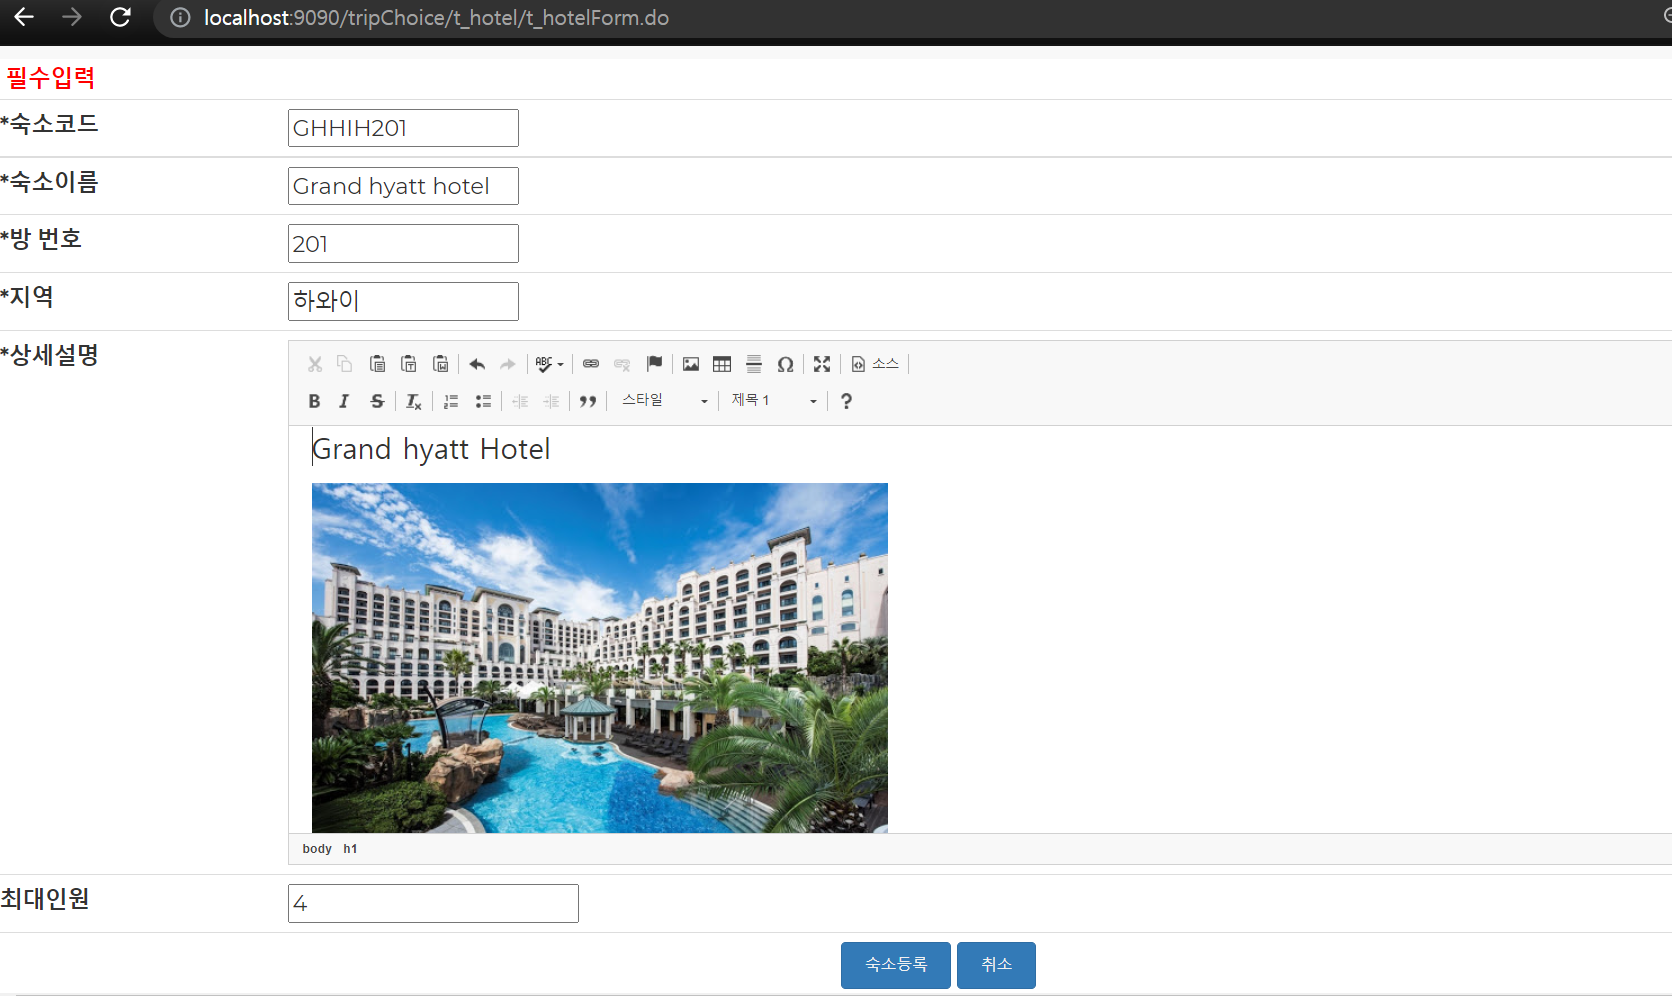 localhost:9090/tripChoice/t_hotel/t_hotelForm.do
필수입력
*숙소코드 GHHIH201
*숙소이름 Grand hyatt hotel
*방 번호 201
*지역 하와이
*상세설명
ABC 소스
B I S Tx 스타일 제목 1 ?
Grand hyatt Hotel
body h1
최대인원 4
숙소등록 취소